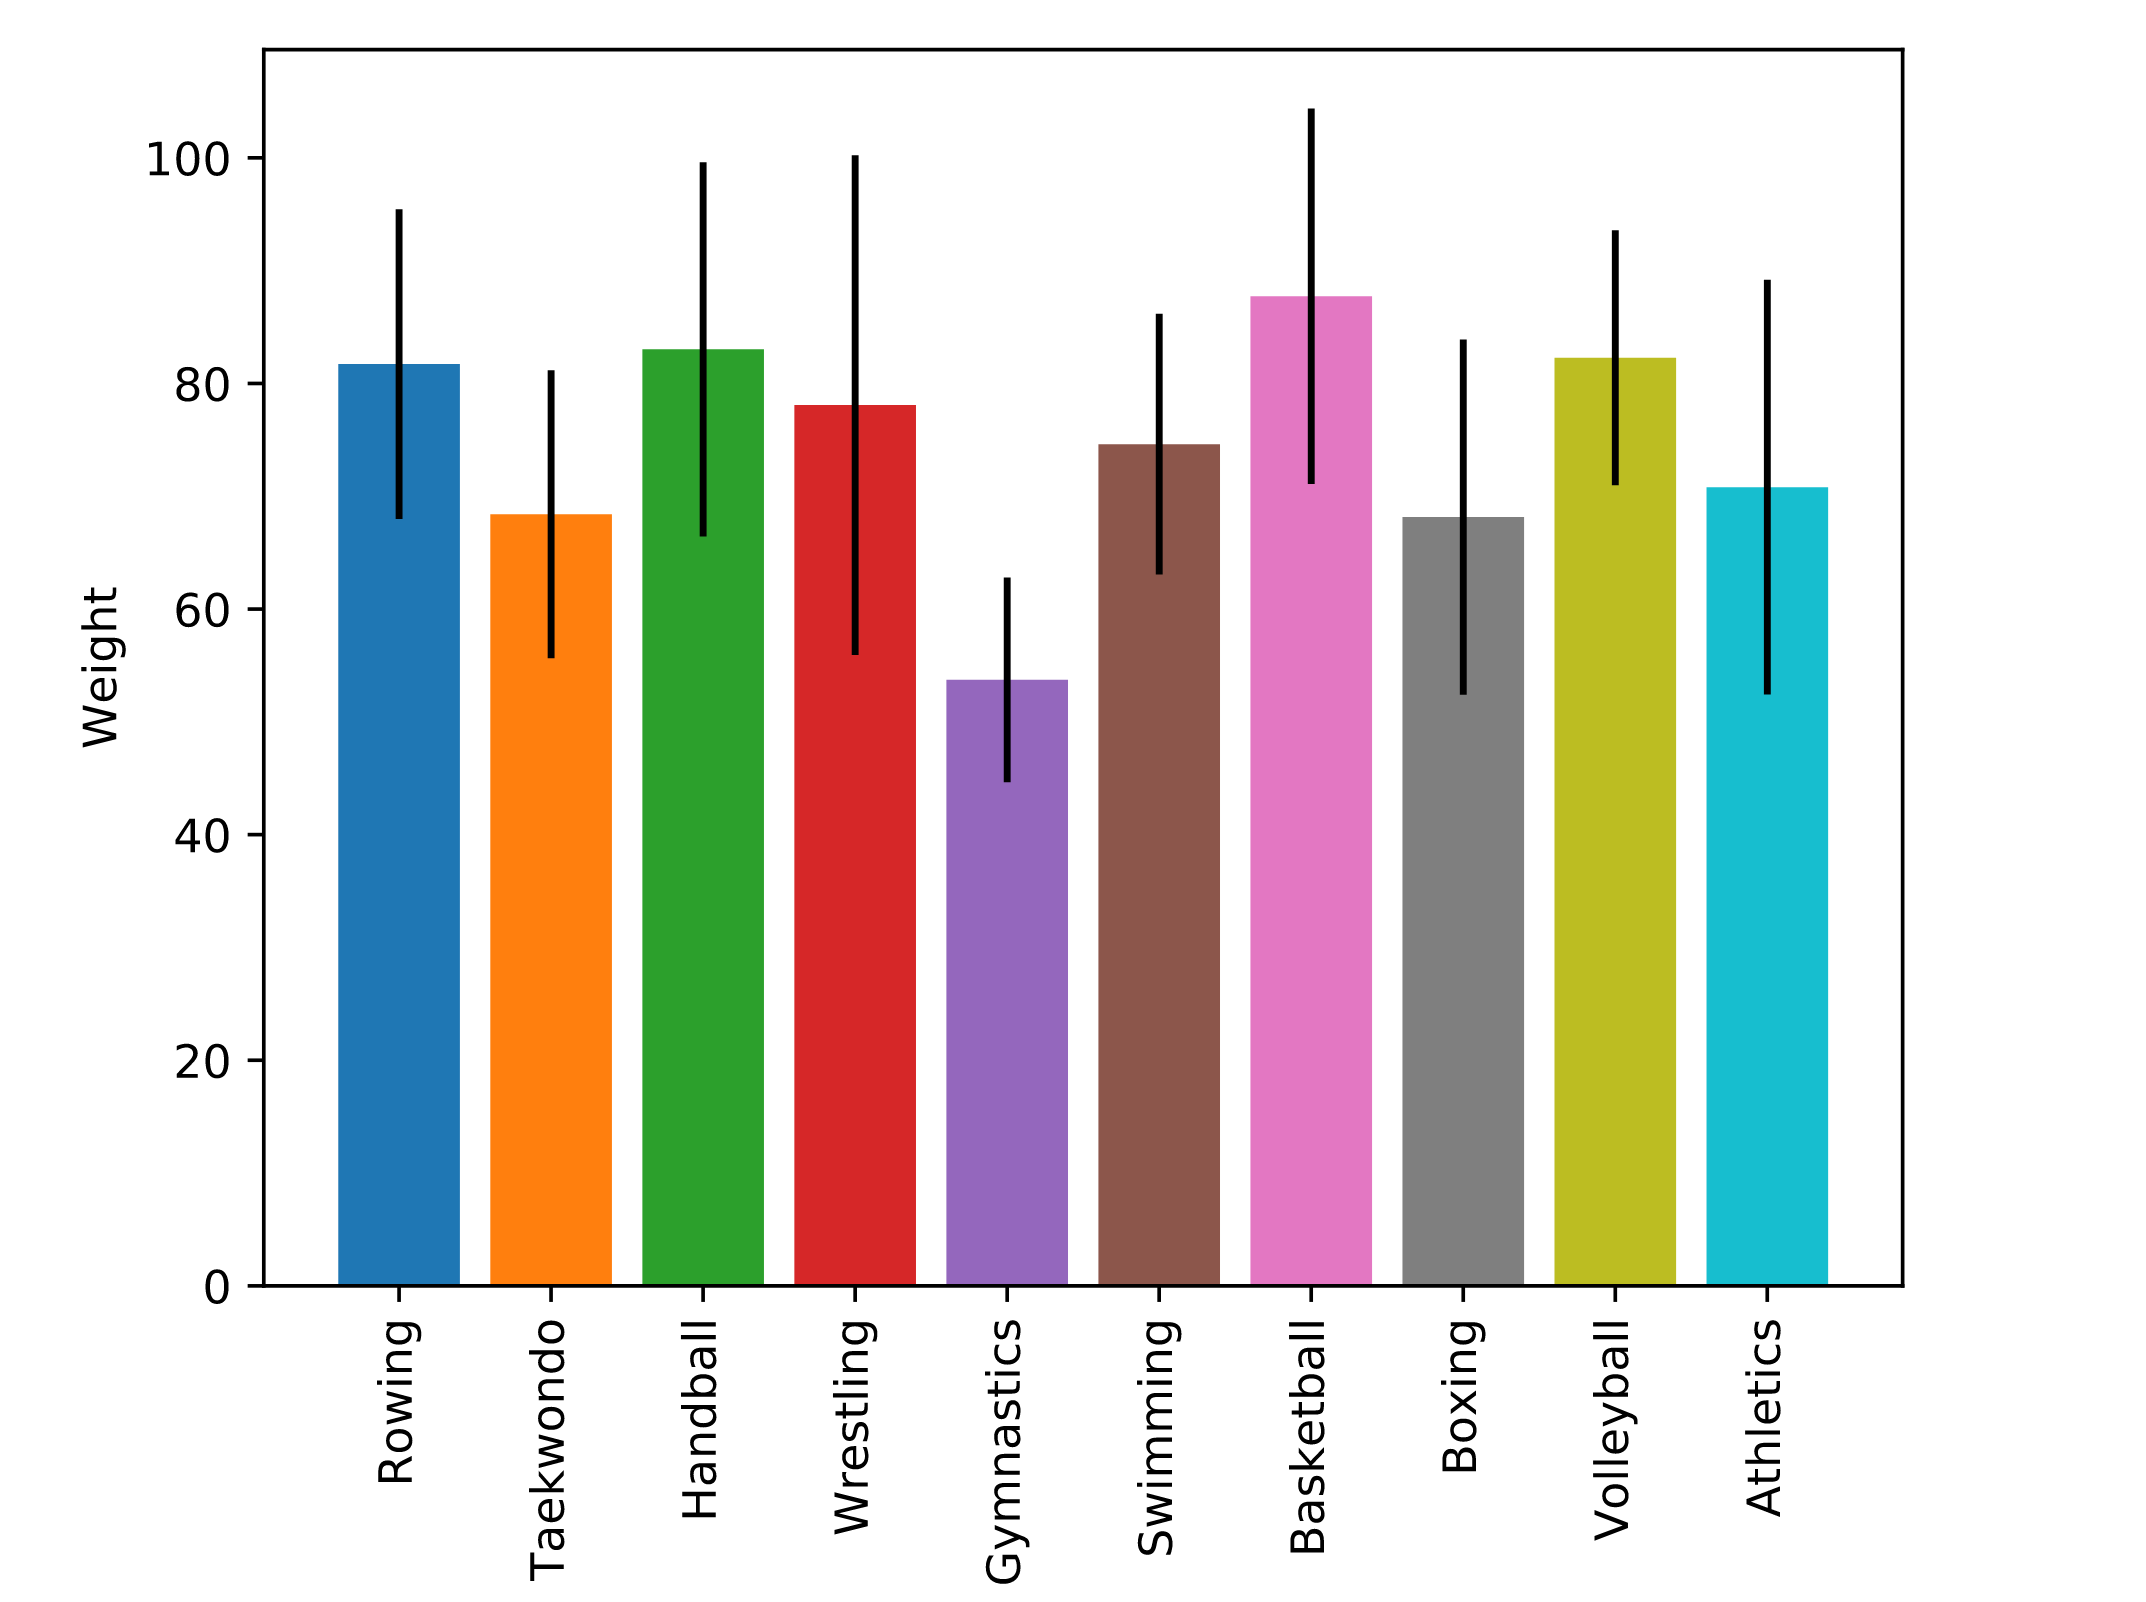 Weight
100
80
60
40
20
0
Rowing
Taekwondo
Handball
Wrestling
Gymnastics
Swimming
Basketball
Boxing
Volleyball
Athletics